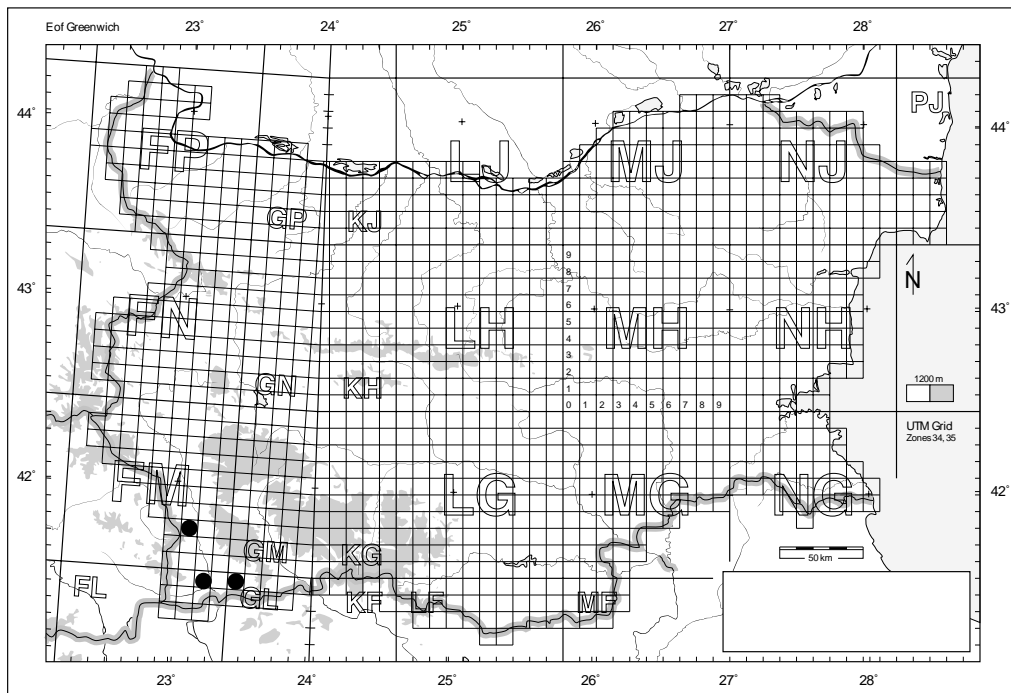 E of Greenwich
23° 24° 25° 26° 27° 28°
44° 44°
PJ
FP LJ MJ NJ
GP KJ
9
8
43° 7 N 43°
6
FN 5 LH MH NH
4
3
2
GN KH 1 1200 m
0 1 2 3 4 5 6 7 8 9
UTM Grid
Zones 34, 35
42° 42°
FM LG MG NG
GM KG
50 km
FL GL KF LF MF
23° 24° 25° 26° 27° 28°